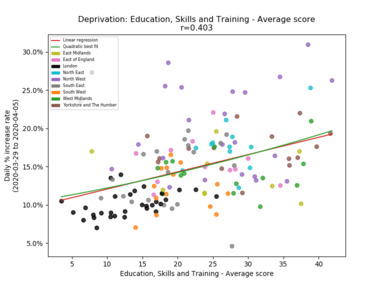 Deprivation: Education, Skills and Training - Average score
r=0.403
Daily % increase rate
(2020-03-29 to 2020-04-05)
30.0%
25.0%
20.0%
15.0%
10.0%
5.0%
Linear regression
Quadratic best fit
East Midlands
East of England
London
North East
North West
South East
South West
West Midlands
Yorkshire and The Humber
5
10
15
20
25
30
35
40
Education, Skills and Training - Average score